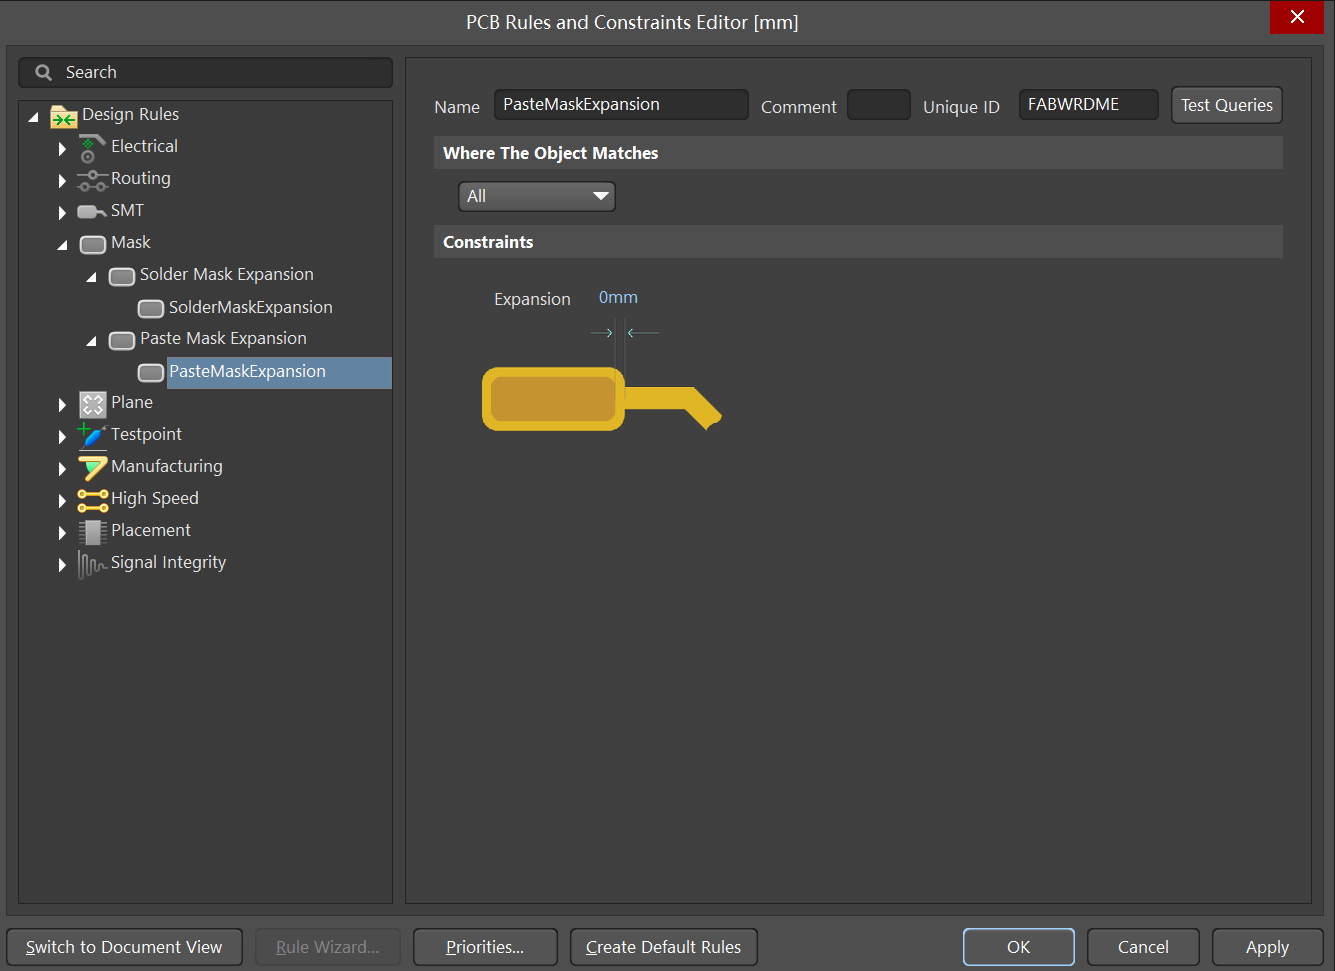 PCB Rules and Constraints Editor [mm]
Search
Design Rules
Electrical
Routing
SMT
Mask
Solder Mask Expansion
SolderMaskExpansion
Paste Mask Expansion
PasteMaskExpansion
Plane
Testpoint
Manufacturing
High Speed
Placement
Signal Integrity
Name PasteMaskExpansion Comment Unique ID FABWRDME Test Queries
Where The Object Matches
All
Constraints
Expansion 0mm
Switch to Document View Rule Wizard... Priorities... Create Default Rules OK Cancel Apply